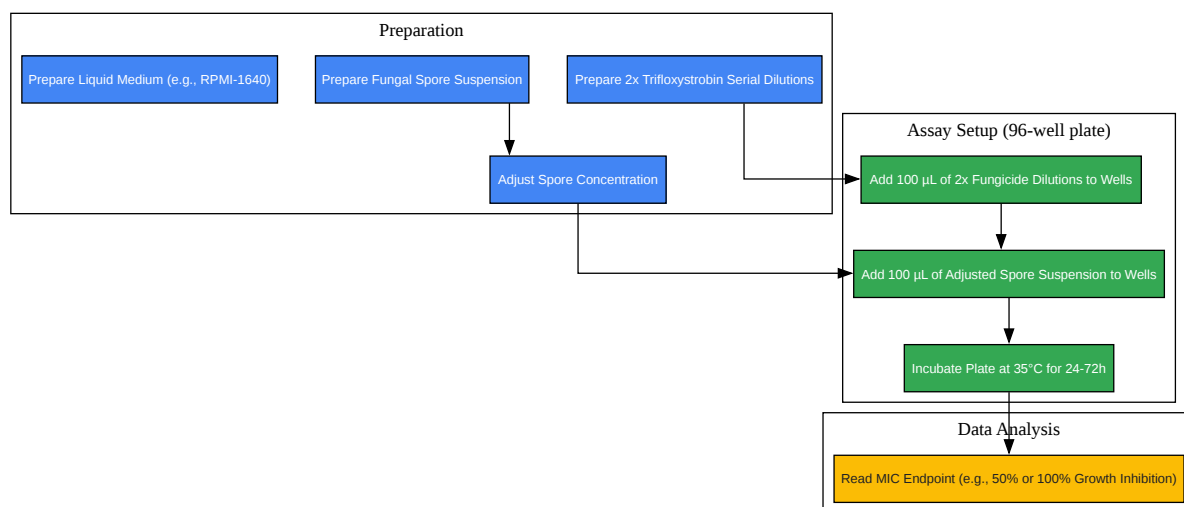 Preparation
Prepare Liquid Medium (e.g., RPMI-1640)
Prepare Fungal Spore Suspension
Prepare 2x Trifloxystrobin Serial Dilutions
Adjust Spore Concentration
Assay Setup (96-well plate)
Add 100 µL of 2x Fungicide Dilutions to Wells
Add 100 µL of Adjusted Spore Suspension to Wells
Incubate Plate at 35°C for 24-72h
Data Analysis
Read MIC Endpoint (e.g., 50% or 100% Growth Inhibition)